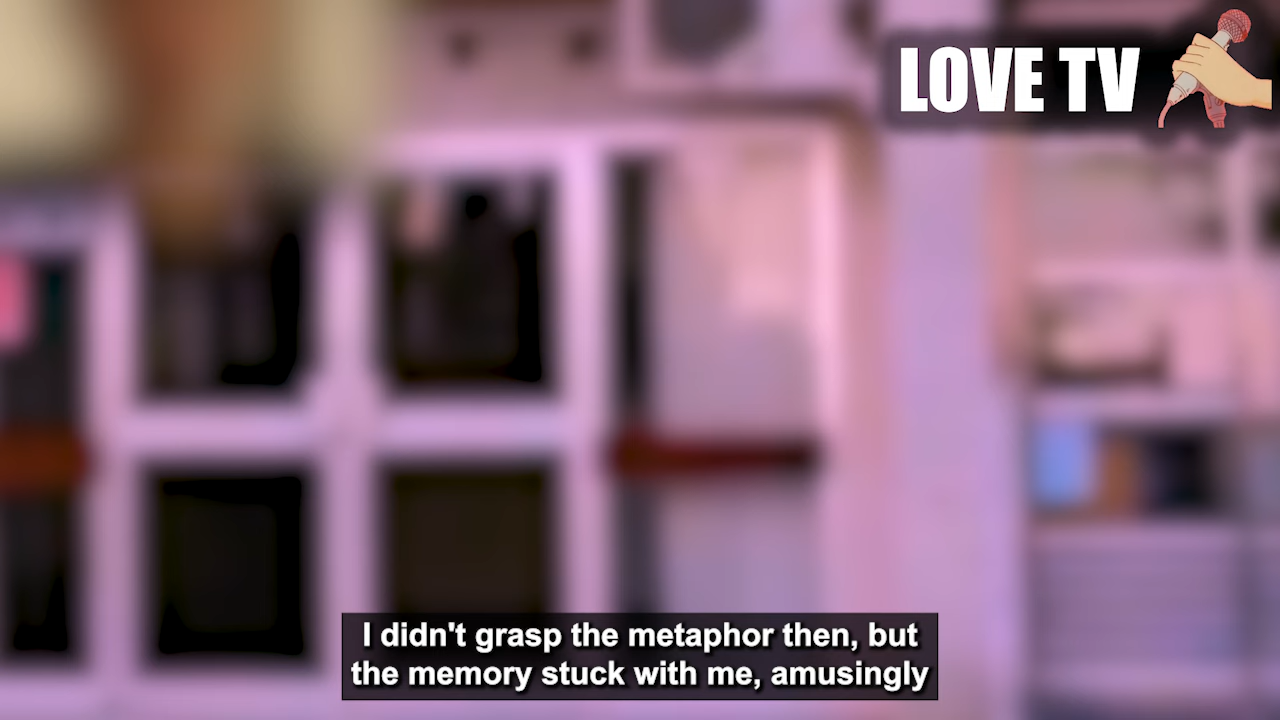 LOVE TV
I didn't grasp the metaphor then, but
the memory stuck with me, amusingly